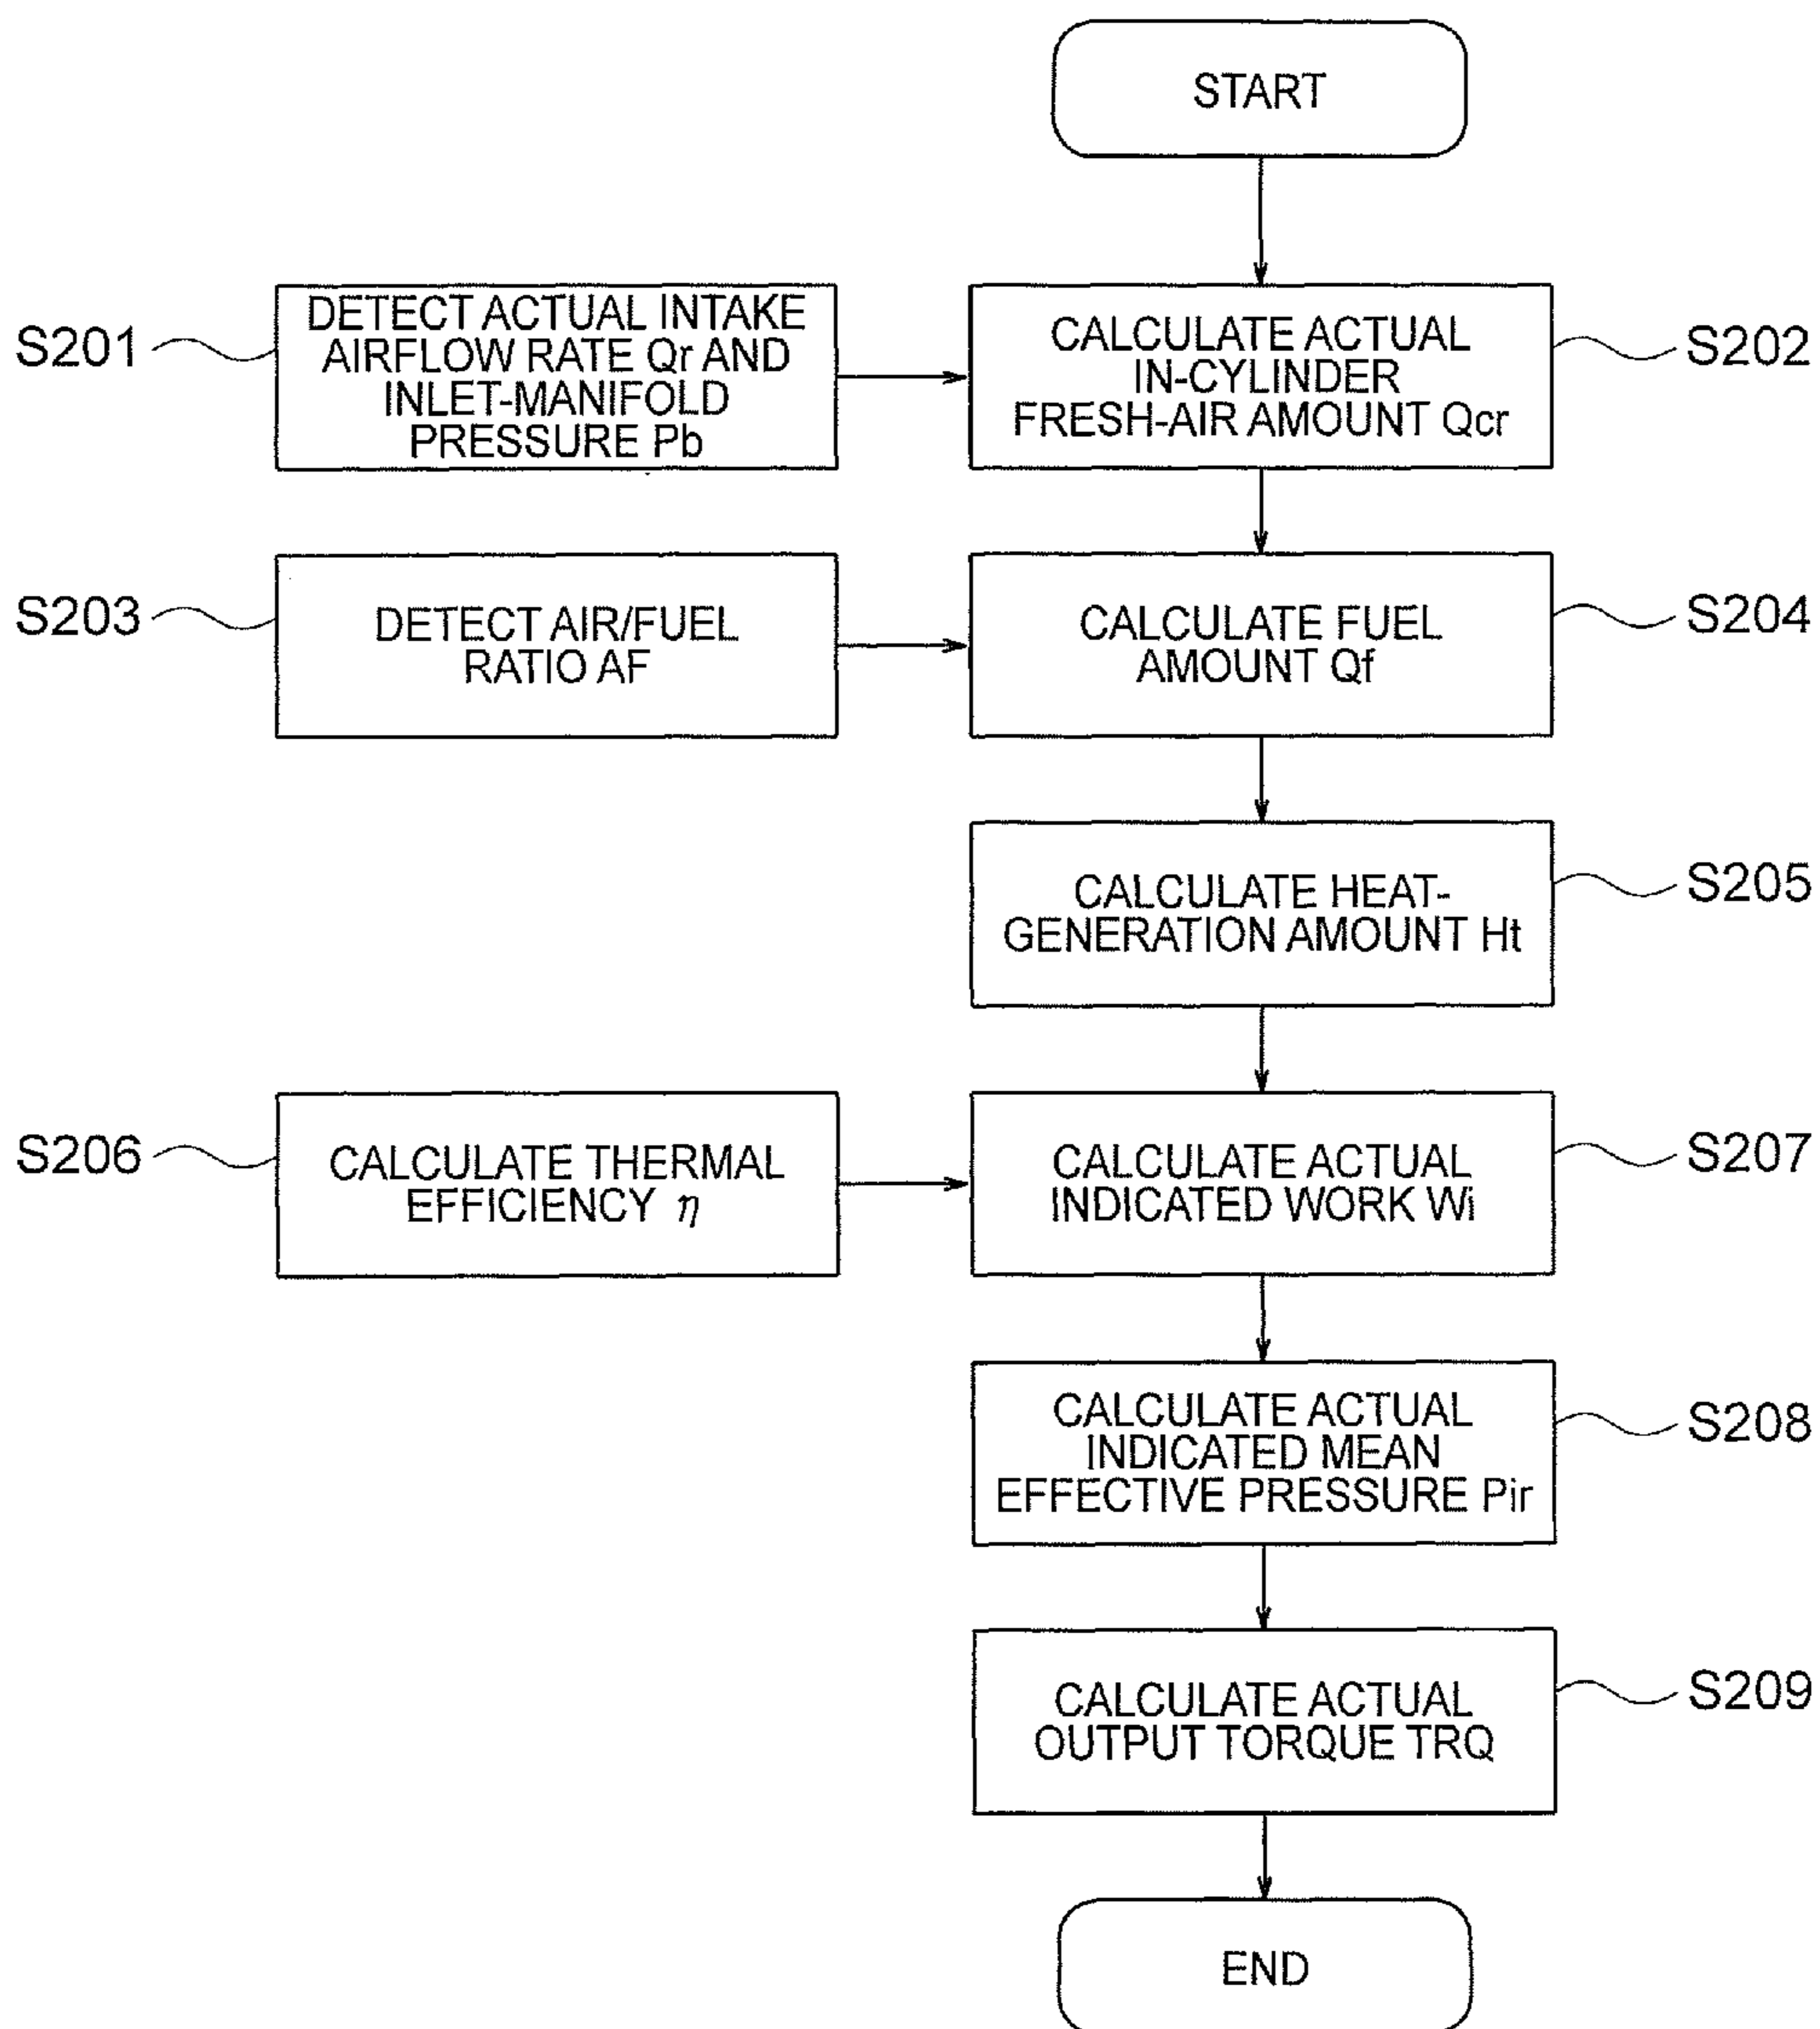 START
S201
DETECT ACTUAL INTAKE
AIRFLOW RATE Qr AND
INLET-MANIFOLD
PRESSURE Pb
CALCULATE ACTUAL
IN-CYLINDER
FRESH-AIR AMOUNT Qcr
S202
S203
DETECT AIR/FUEL
RATIO AF
CALCULATE FUEL
AMOUNT Qf
S204
CALCULATE HEAT-
GENERATION AMOUNT Ht
S205
S206
CALCULATE THERMAL
EFFICIENCY η
CALCULATE ACTUAL
INDICATED WORK Wi
S207
CALCULATE ACTUAL
INDICATED MEAN
EFFECTIVE PRESSURE Pir
S208
CALCULATE ACTUAL
OUTPUT TORQUE TRQ
S209
END